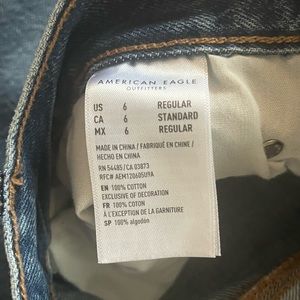 AMERICAN EAGLE
OUTFITTERS
US 6 REGULAR
CA 6 STANDARD
MX 6 REGULAR
MADE IN CHINA / FABRIQUÉ EN CHINE /
HECHO EN CHINA
RN 54485/CA 03873
RFC# AEM120605U9A
EN 100% COTTON
EXCLUSIVE OF DECORATION
FR 100% COTON
À L'EXCEPTION DE LA GARNITURE
SP 100% algodón